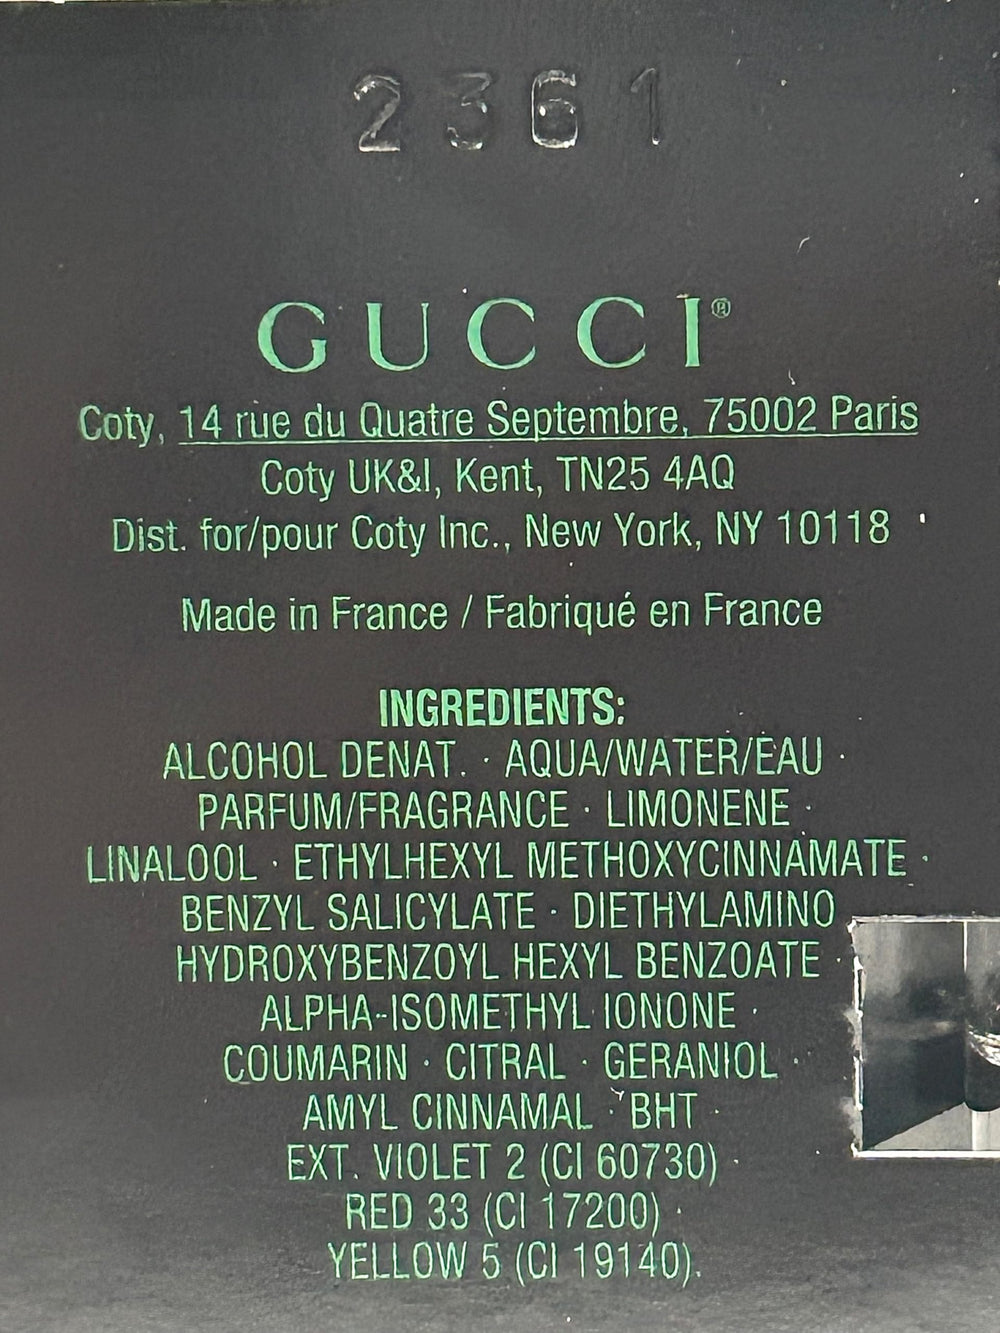 2361
GUCCI®
Coty, 14 rue du Quatre Septembre, 75002 Paris
Coty UK&I, Kent, TN25 4AQ
Dist. for/pour Coty Inc., New York, NY 10118
Made in France / Fabriqué en France
INGREDIENTS:
ALCOHOL DENAT. · AQUA/WATER/EAU ·
PARFUM/FRAGRANCE · LIMONENE ·
LINALOOL · ETHYLHEXYL METHOXYCINNAMATE ·
BENZYL SALICYLATE · DIETHYLAMINO
HYDROXYBENZOYL HEXYL BENZOATE ·
ALPHA-ISOMETHYL IONONE ·
COUMARIN · CITRAL · GERANIOL ·
AMYL CINNAMAL · BHT ·
EXT. VIOLET 2 (CI 60730) ·
RED 33 (CI 17200) ·
YELLOW 5 (CI 19140).